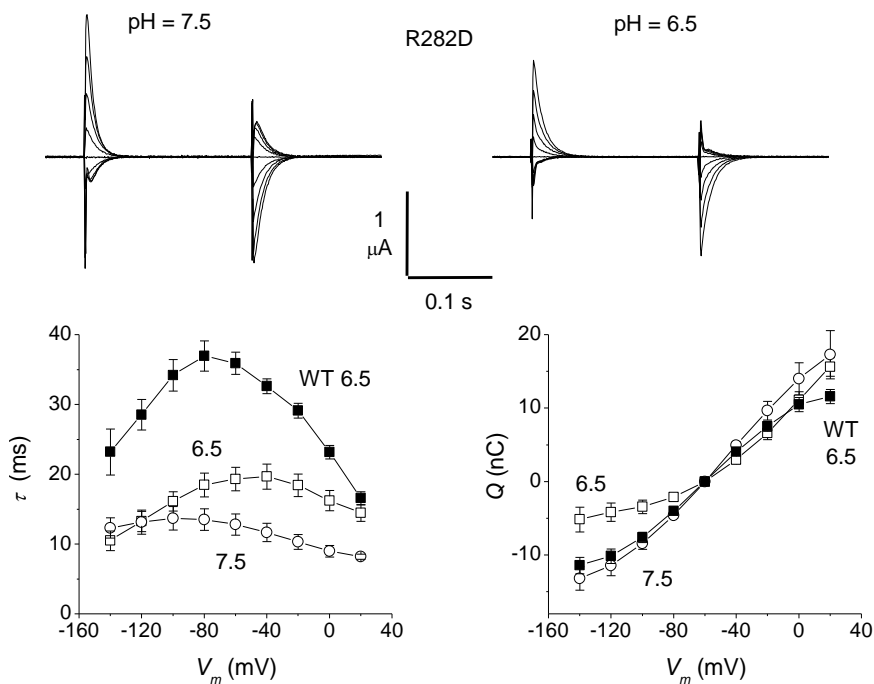 pH = 7.5
R282D
pH = 6.5
1
μA
0.1 s
40
30
20
10
0
τ (ms)
WT 6.5
6.5
7.5
-160 -120 -80 -40 0 40
V_m (mV)
20
10
0
-10
Q (nC)
WT
6.5
6.5
7.5
-160 -120 -80 -40 0 40
V_m (mV)